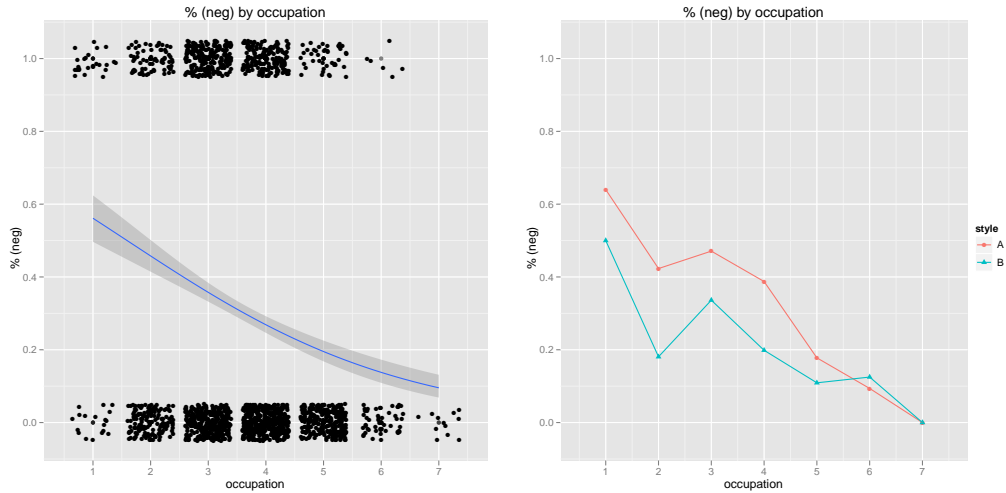 % (neg) by occupation
1.0
0.8
0.6
0.4
0.2
0.0
% (neg)
1 2 3 4 5 6 7
occupation
% (neg) by occupation
1.0
0.8
0.6
0.4
0.2
0.0
% (neg)
1 2 3 4 5 6 7
occupation
style
A
B